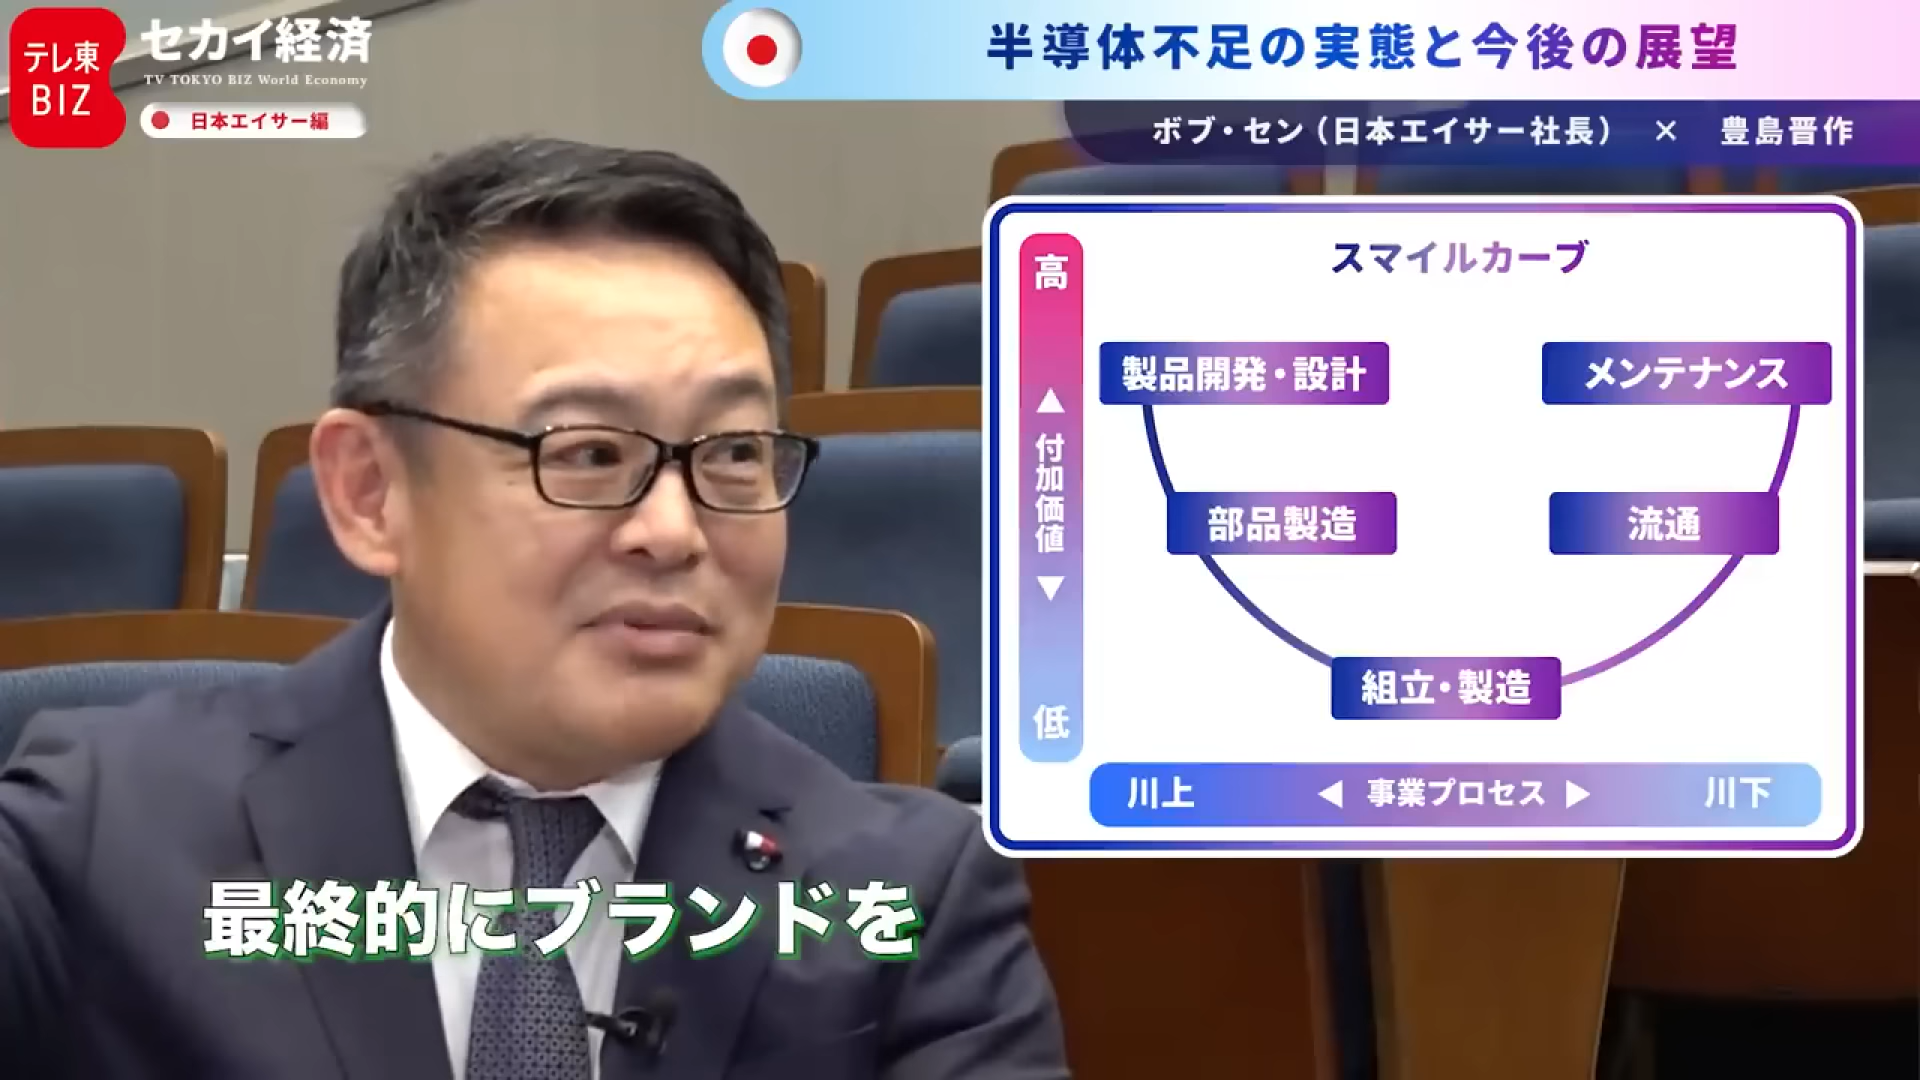 テレ東
BIZ
セカイ経済
TV TOKYO BIZ World Economy
日本エイサー編
半導体不足の実態と今後の展望
ボブ・セン（日本エイサー社長） × 豊島晋作
スマイルカーブ
高
▲付加価値▼
低
製品開発・設計
メンテナンス
部品製造
流通
組立・製造
川上 ◀ 事業プロセス ▶ 川下
最終的にブランドを